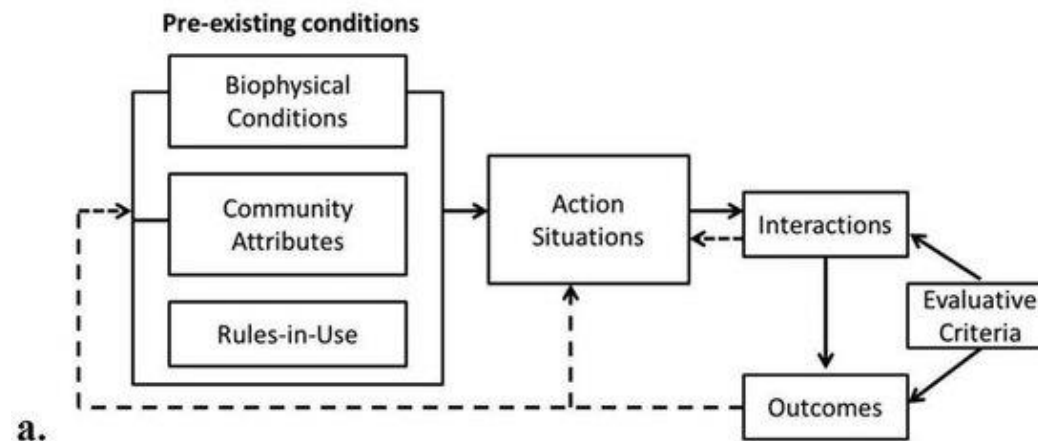 Pre-existing conditions
Biophysical
Conditions
Community
Attributes
Rules-in-Use
Action
Situations
Interactions
Evaluative
Criteria
Outcomes
a.